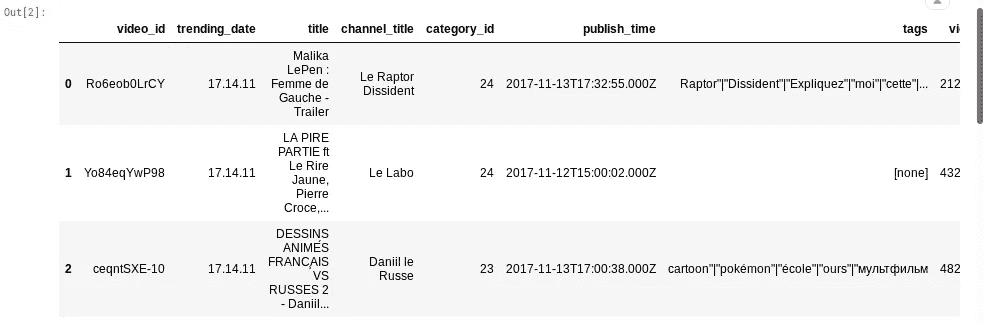 Out[2]:
video_id trending_date title channel_title category_id publish_time tags vi
0 Ro6eob0LrCY 17.14.11 Malika LePen : Femme de Gauche - Trailer Le Raptor Dissident 24 2017-11-13T17:32:55.000Z Raptor"|"Dissident"|"Expliquez"|"moi"|"cette"|... 212
1 Yo84eqYwP98 17.14.11 LA PIRE PARTIE ft Le Rire Jaune, Pierre Croce,... Le Labo 24 2017-11-12T15:00:02.000Z [none] 432
2 ceqntSXE-10 17.14.11 DESSINS ANIMÉS FRANÇAIS VS RUSSES 2 - Daniil... Daniil le Russe 23 2017-11-13T17:00:38.000Z cartoon"|"pokémon"|"école"|"ours"|"мультфильм 482